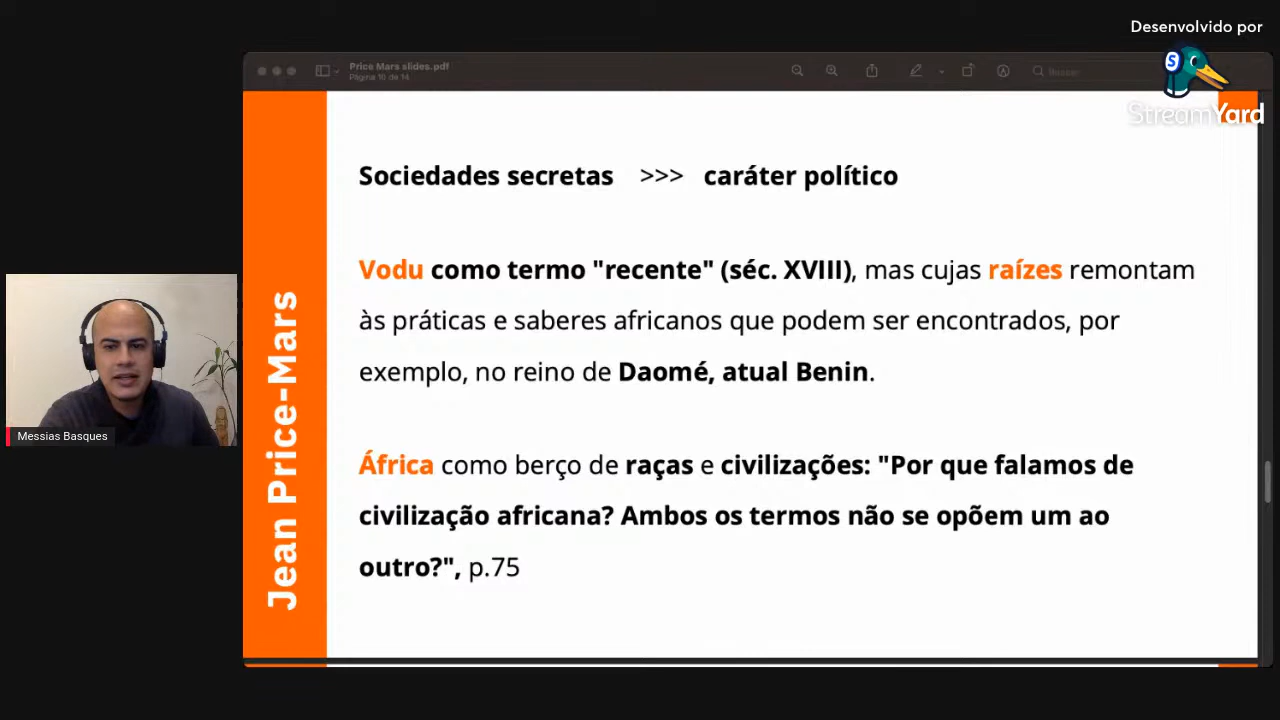 Desenvolvido por
StreamYard
Price Mars slides.pdf
Página 10 de 14
Buscar
Sociedades secretas >>> caráter político
Vodu como termo "recente" (séc. XVIII), mas cujas raízes remontam
às práticas e saberes africanos que podem ser encontrados, por
exemplo, no reino de Daomé, atual Benin.
África como berço de raças e civilizações: "Por que falamos de
civilização africana? Ambos os termos não se opõem um ao
outro?", p.75
Jean Price-Mars
Messias Basques